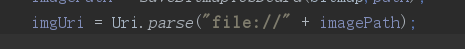 imgUri = Uri.parse("file://" + imagePath);